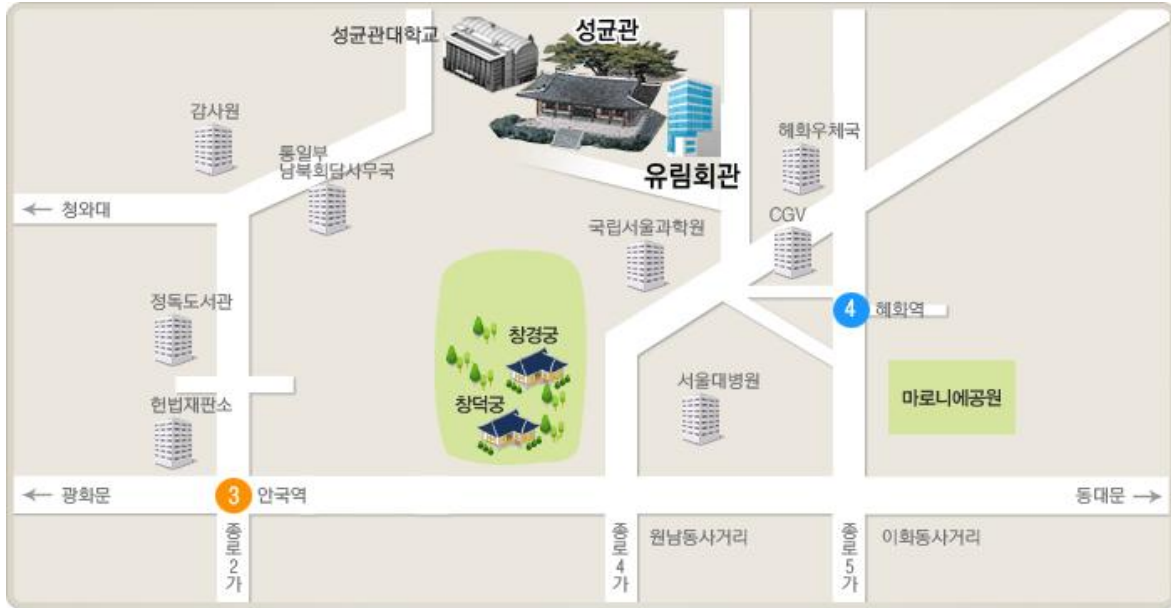 성균관대학교
성균관
감사원
통일부
남북회담사무국
혜화우체국
유림회관
← 청와대
국립서울과학원
CGV
정독도서관
4 혜화역
창경궁
서울대병원
마로니에공원
헌법재판소
창덕궁
← 광화문
3 안국역
동대문 →
종로2가
종로4가
원남동사거리
종로5가
이화동사거리